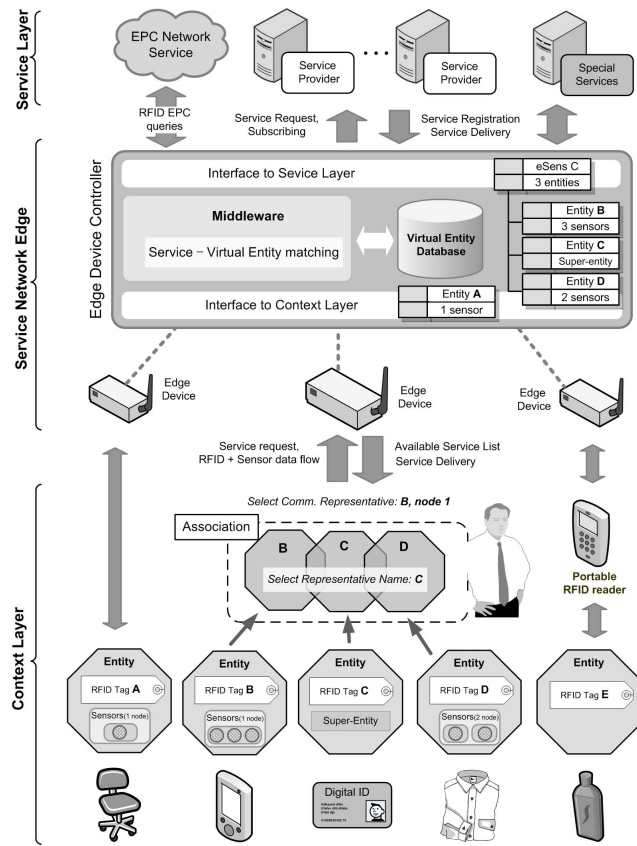 Service Layer
EPC Network
Service
Service
Provider
Service
Provider
Special
Services
RFID EPC
queries
Service Request,
Subscribing
Service Registration
Service Delivery
Service Network Edge
Edge Device Controller
Interface to Sevice Layer
eSens C
3 entities
Middleware
Service – Virtual Entity matching
Virtual Entity
Database
Entity B
3 sensors
Entity C
Super-entity
Entity D
2 sensors
Interface to Context Layer
Entity A
1 sensor
Edge
Device
Edge
Device
Edge
Device
Service request,
RFID + Sensor data flow
Available Service List
Service Delivery
Context Layer
Select Comm. Representative: B, node 1
Association
B
C
D
Select Representative Name: C
Portable
RFID reader
Entity
RFID Tag A
Sensors(1 node)
Entity
RFID Tag B
Sensors(1 node)
Entity
RFID Tag C
Super-Entity
Entity
RFID Tag D
Sensors(2 node)
Entity
RFID Tag E
Digital ID